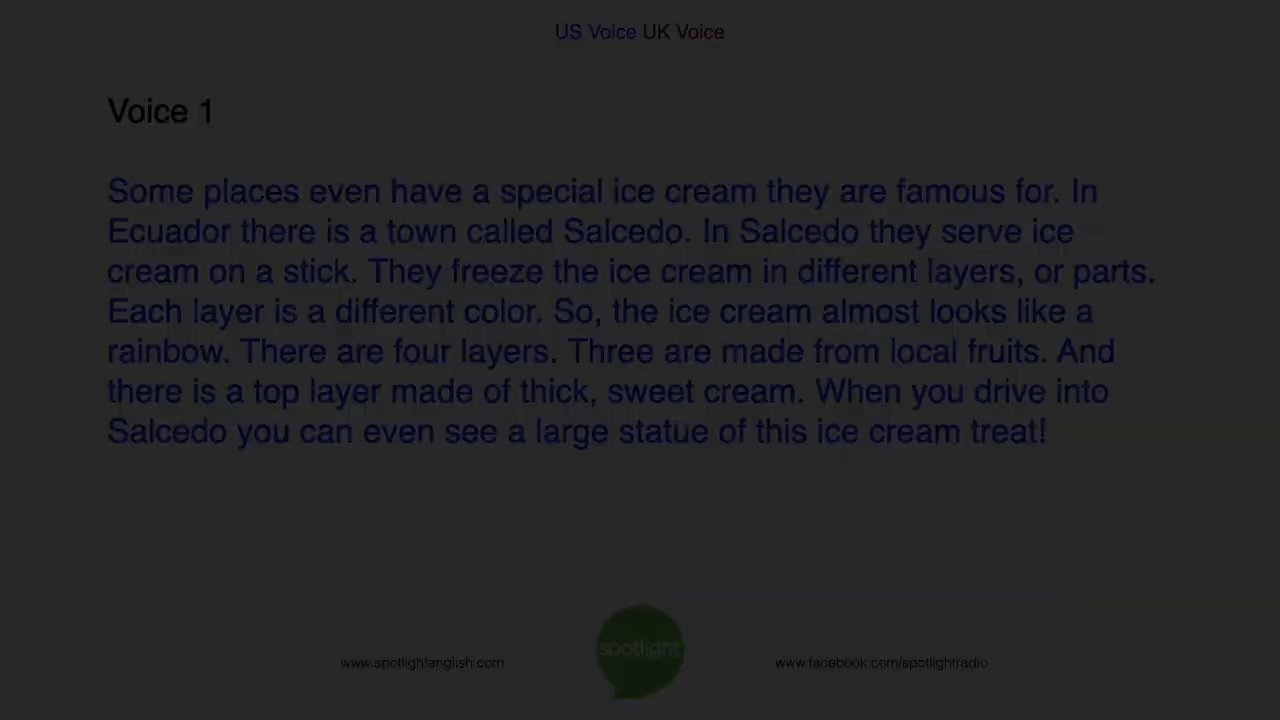 US Voice UK Voice
Voice 1
Some places even have a special ice cream they are famous for. In
Ecuador there is a town called Salcedo. In Salcedo they serve ice
cream on a stick. They freeze the ice cream in different layers, or parts.
Each layer is a different color. So, the ice cream almost looks like a
rainbow. There are four layers. Three are made from local fruits. And
there is a top layer made of thick, sweet cream. When you drive into
Salcedo you can even see a large statue of this ice cream treat!
spotlight
www.spotlightenglish.com
www.facebook.com/spotlightradio